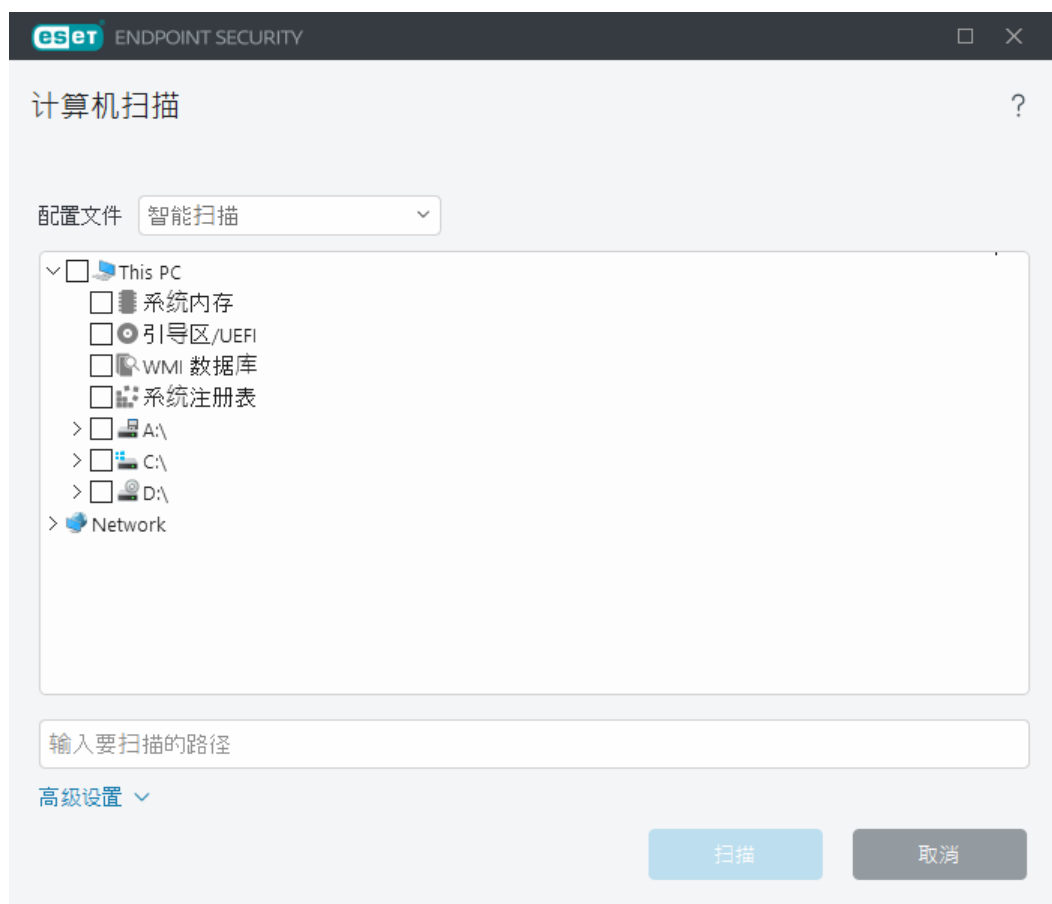 eseT ENDPOINT SECURITY
计算机扫描
?
配置文件 智能扫描
This PC
系统内存
引导区/UEFI
WMI 数据库
系统注册表
A:\
C:\
D:\
Network
输入要扫描的路径
高级设置
扫描 取消